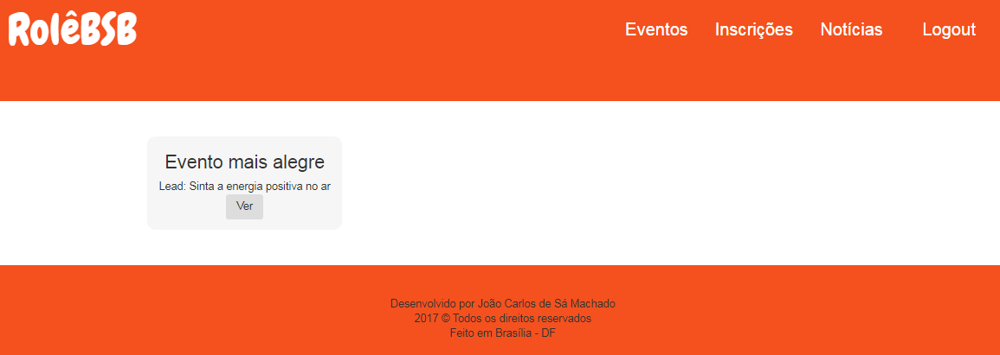 RolêBSB
Eventos Inscrições Notícias Logout
Evento mais alegre
Lead: Sinta a energia positiva no ar
Ver
Desenvolvido por João Carlos de Sá Machado
2017 © Todos os direitos reservados
Feito em Brasília - DF